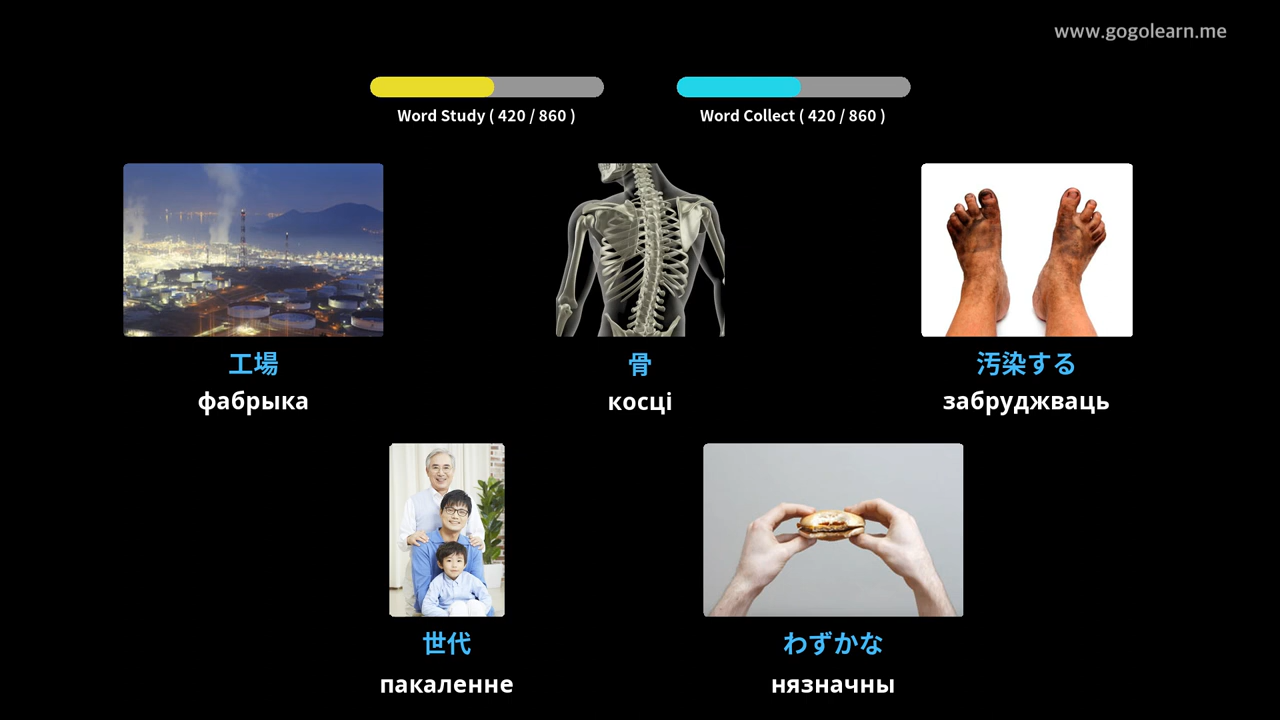 www.gogolearn.me
Word Study ( 420 / 860 )
Word Collect ( 420 / 860 )
工場
骨
汚染する
фабрыка
косці
забруджваць
世代
わずかな
пакаленне
нязначны